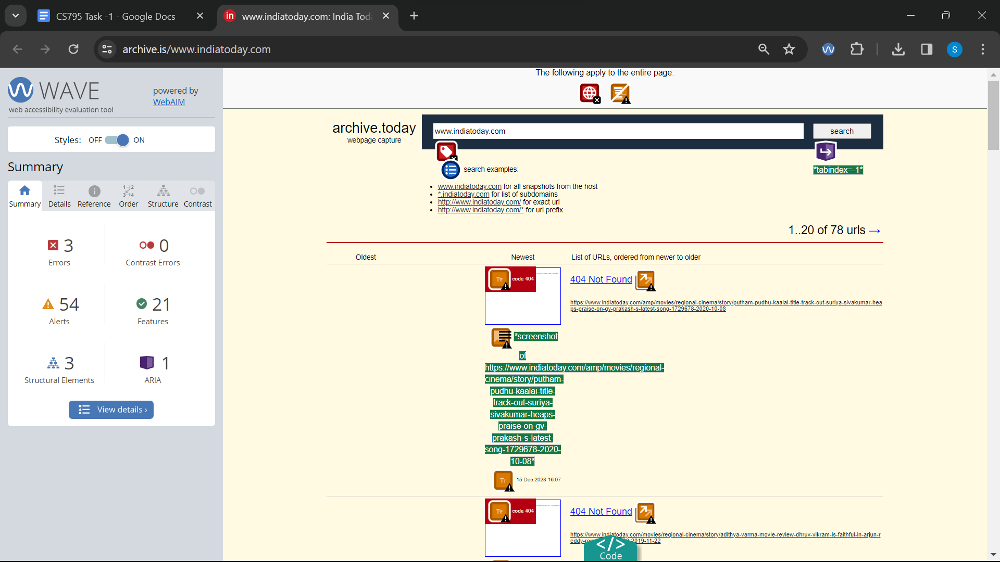 CS795 Task -1 - Google Docs
www.indiatoday.com: India Tod
archive.is/www.indiatoday.com
S
WAVE
web accessibility evaluation tool
powered by
WebAIM
Styles: OFF ON
Summary
Summary Details Reference Order Structure Contrast
3
Errors
0
Contrast Errors
54
Alerts
21
Features
3
Structural Elements
1
ARIA
View details ›
The following apply to the entire page:
archive.today
webpage capture
www.indiatoday.com
search
*tabindex=-1*
search examples:
www.indiatoday.com for all snapshots from the host
*.indiatoday.com for list of subdomains
http://www.indiatoday.com/ for exact url
http://www.indiatoday.com/* for url prefix
1..20 of 78 urls →
Oldest Newest List of URLs, ordered from newer to older
code 404
404 Not Found
https://www.indiatoday.com/amp/movies/regional-cinema/story/putham-pudhu-kaalai-title-track-out-suriya-sivakumar-hea
ps-praise-on-gv-prakash-s-latest-song-1729678-2020-10-08
*screenshot
of
https://www.indiatoday.com/amp/movies/regional-
cinema/story/putham-
pudhu-kaalai-title-
track-out-suriya-
sivakumar-heaps-
praise-on-gv-
prakash-s-latest-
song-1729678-2020-
10-08*
15 Dec 2023 16:07
code 404
404 Not Found
https://www.indiatoday.com/movies/regional-cinema/story/adithya-varma-movie-review-dhruv-vikram-is-faithful-in-arjun-r
2019-11-22
</> Code